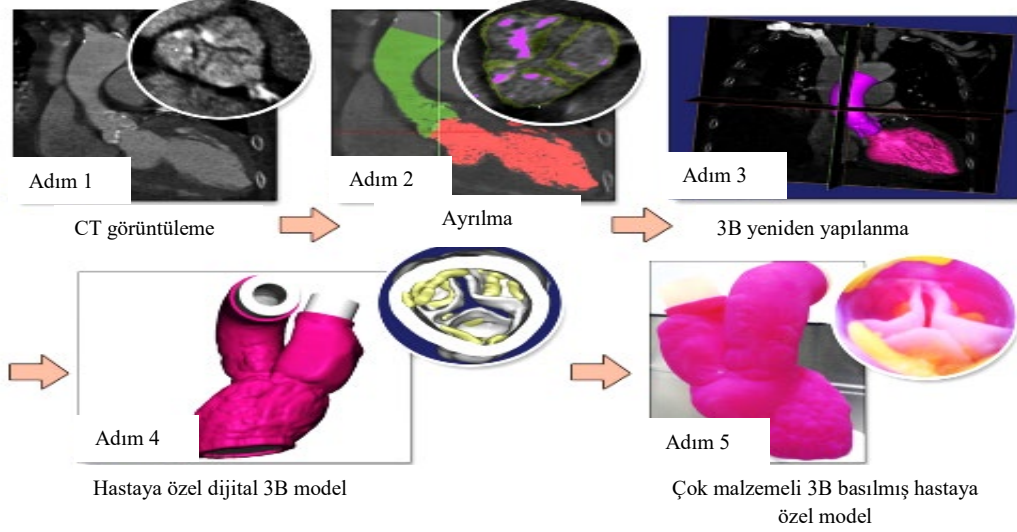 Adım 1
Adım 2
Adım 3
CT görüntüleme
Ayrılma
3B yeniden yapılanma
Adım 4
Adım 5
Hastaya özel dijital 3B model
Çok malzemeli 3B basılmış hastaya
özel model